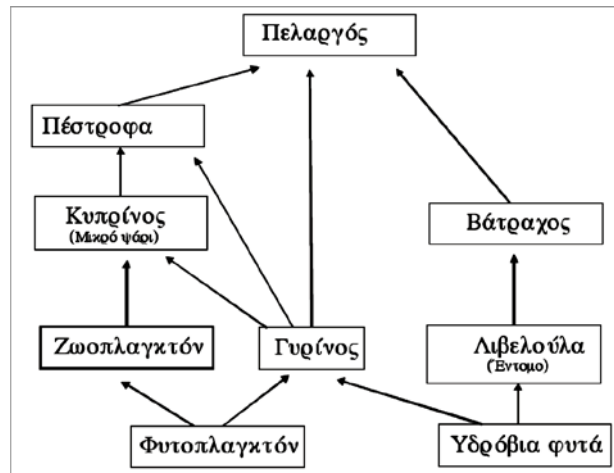 Πελαργός
Πέστροφα
Κυπρίνος
(Μικρό ψάρι)
Βάτραχος
Ζωοπλαγκτόν
Γυρίνος
Λιβελούλα
(Έντομο)
Φυτοπλαγκτόν
Υδρόβια φυτά